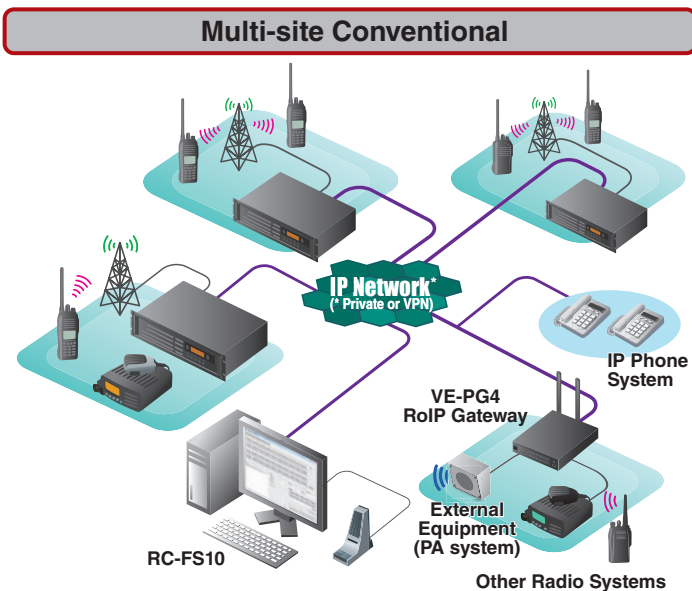 Multi-site Conventional
IP Network*
(* Private or VPN)
IP Phone
System
VE-PG4
RoIP Gateway
External
Equipment
(PA system)
RC-FS10
Other Radio Systems